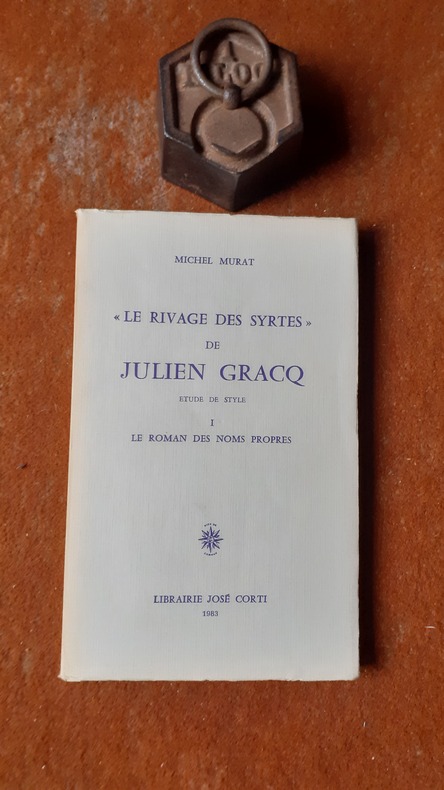 MICHEL MURAT
« LE RIVAGE DES SYRTES »
DE
JULIEN GRACQ
ETUDE DE STYLE
I
LE ROMAN DES NOMS PROPRES
LIBRAIRIE JOSÉ CORTI
1983